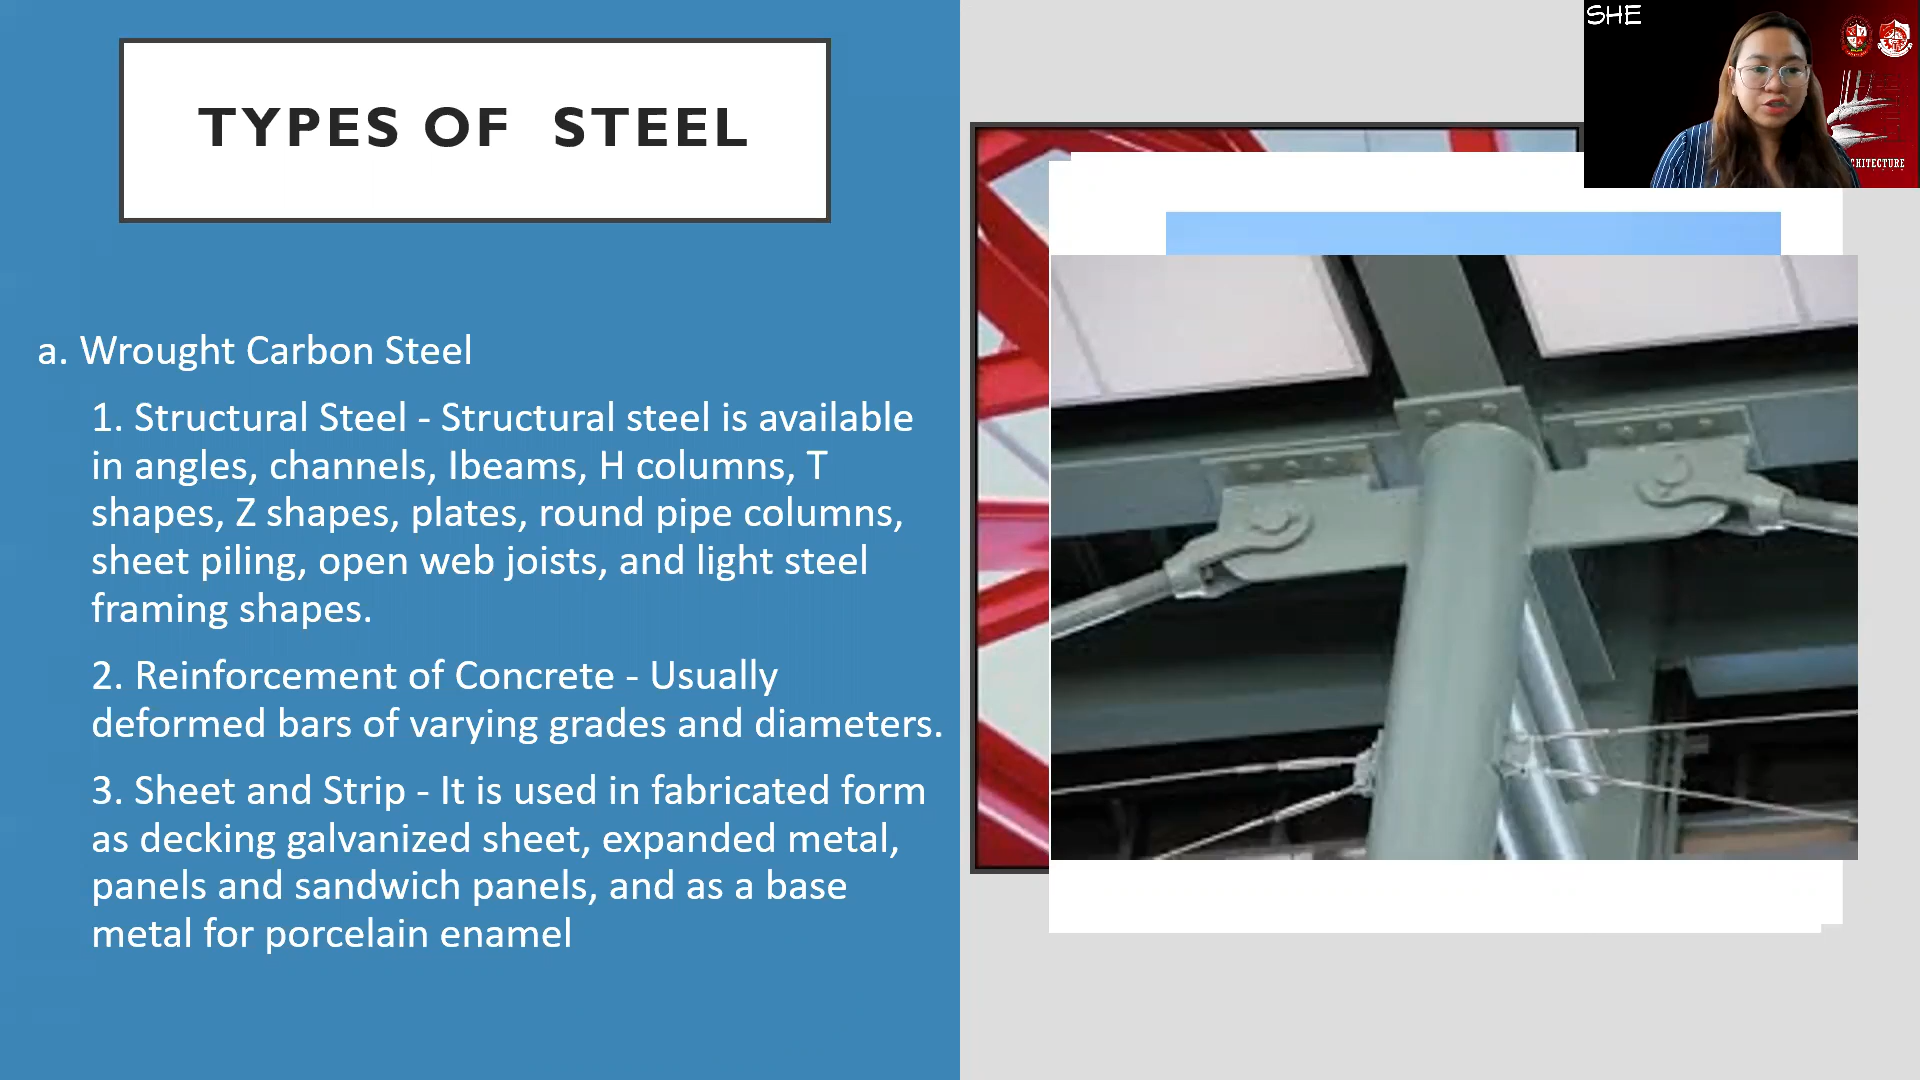 SHE
TYPES OF STEEL
CHITECTURE
a. Wrought Carbon Steel
1. Structural Steel - Structural steel is available
in angles, channels, Ibeams, H columns, T
shapes, Z shapes, plates, round pipe columns,
sheet piling, open web joists, and light steel
framing shapes.
2. Reinforcement of Concrete - Usually
deformed bars of varying grades and diameters.
3. Sheet and Strip - It is used in fabricated form
as decking galvanized sheet, expanded metal,
panels and sandwich panels, and as a base
metal for porcelain enamel